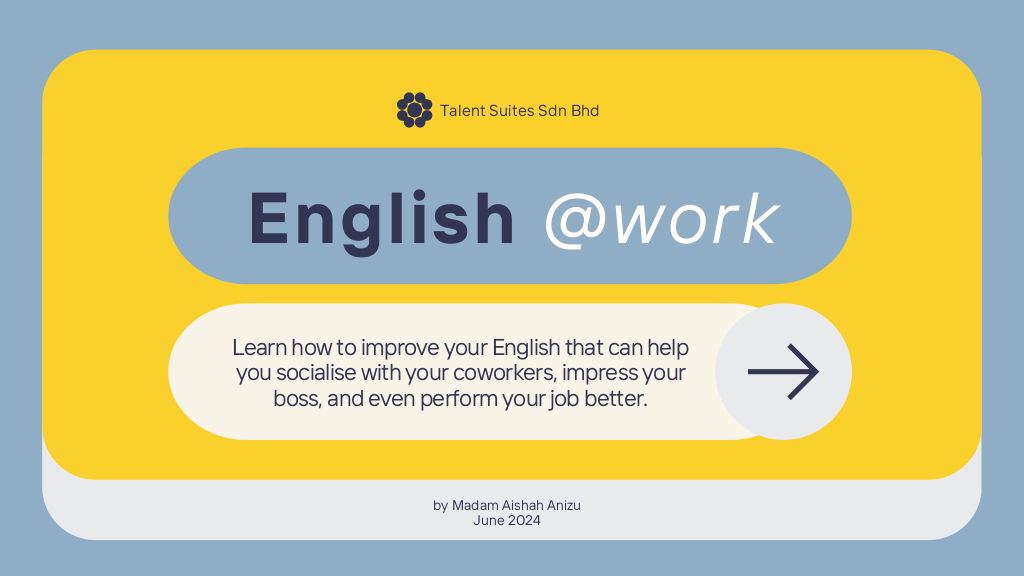 Talent Suites Sdn Bhd
English @work
Learn how to improve your English that can help
you socialise with your coworkers, impress your
boss, and even perform your job better.
by Madam Aishah Anizu
June 2024